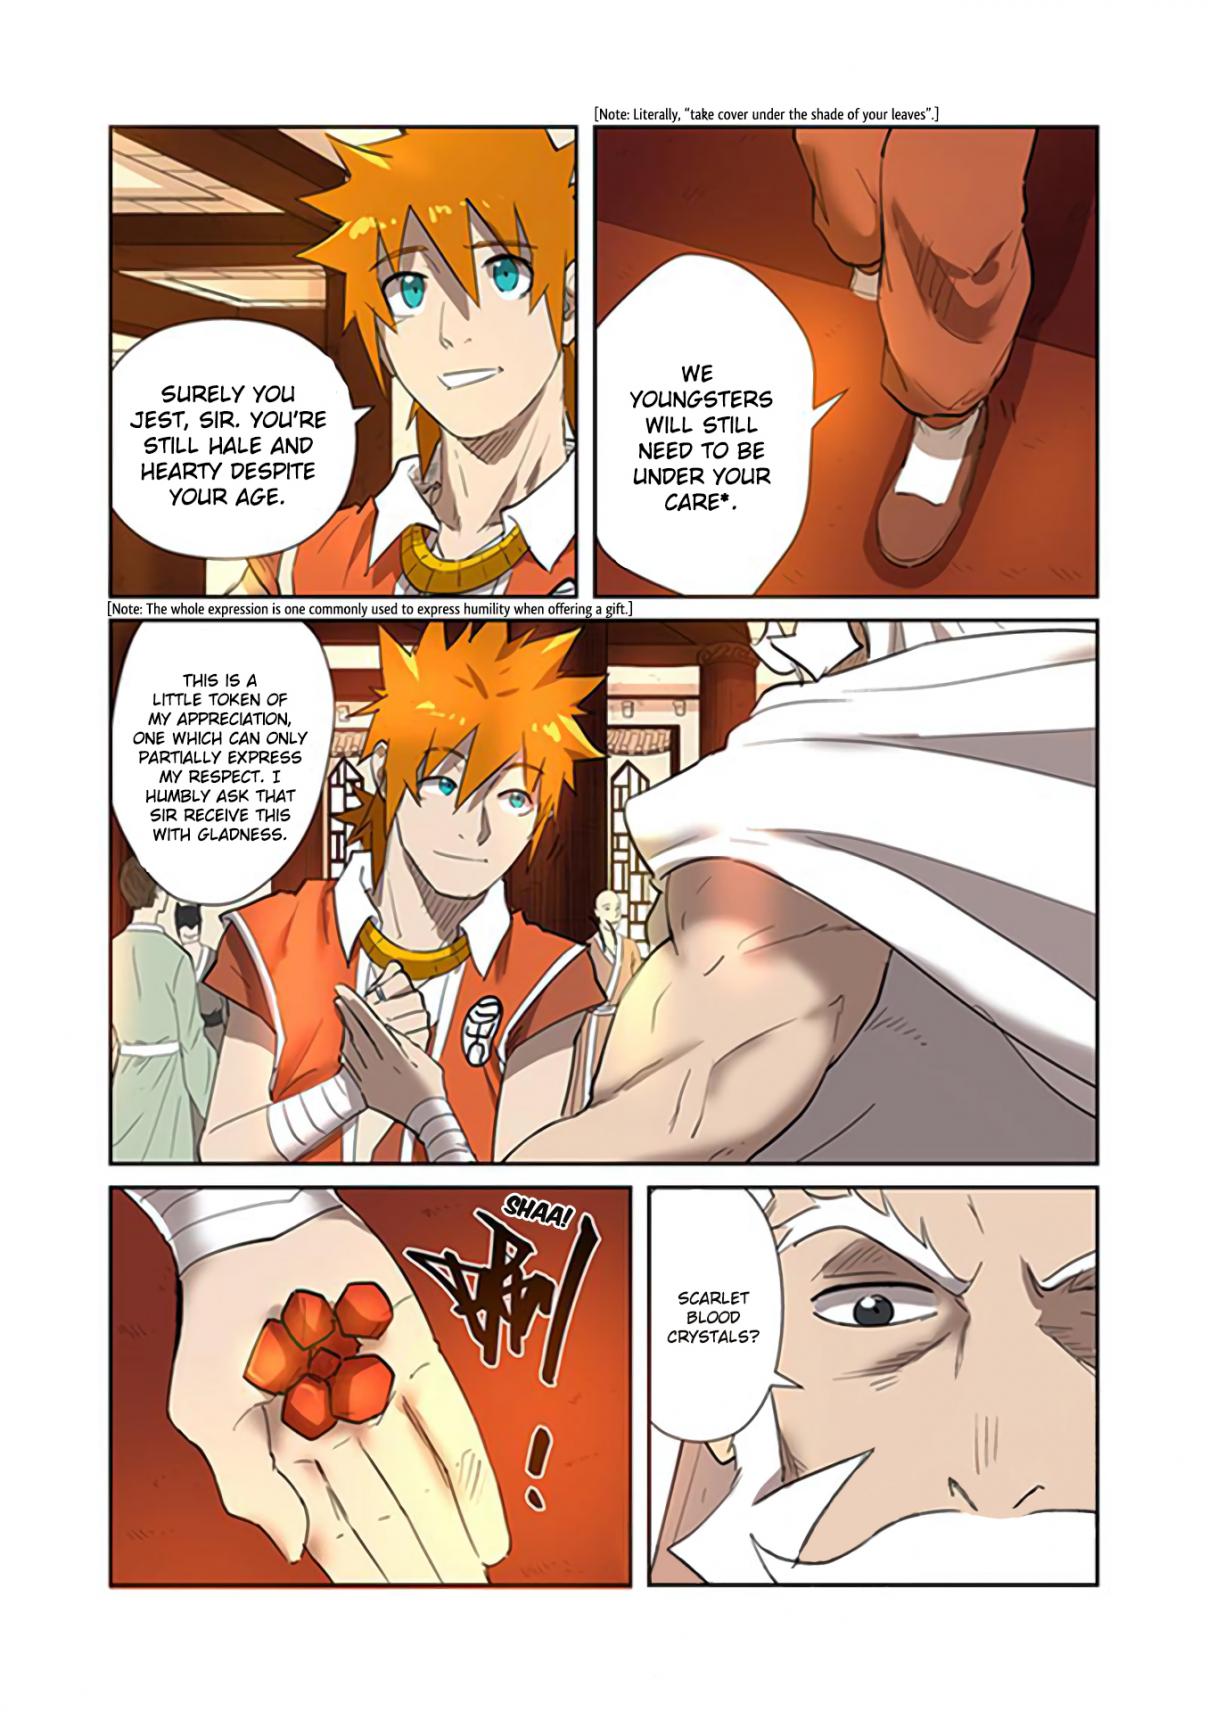 [Note: Literally, "take cover under the shade of your leaves".]
SURELY YOU
JEST, SIR. YOU'RE
STILL HALE AND
HEARTY DESPITE
YOUR AGE.
WE
YOUNGSTERS
WILL STILL
NEED TO BE
UNDER YOUR
CARE*.
[Note: The whole expression is one commonly used to express humility when offering a gift.]
THIS IS A
LITTLE TOKEN OF
MY APPRECIATION,
ONE WHICH CAN ONLY
PARTIALLY EXPRESS
MY RESPECT. I
HUMBLY ASK THAT
SIR RECEIVE THIS
WITH GLADNESS.
SHAA!
SCARLET
BLOOD
CRYSTALS?